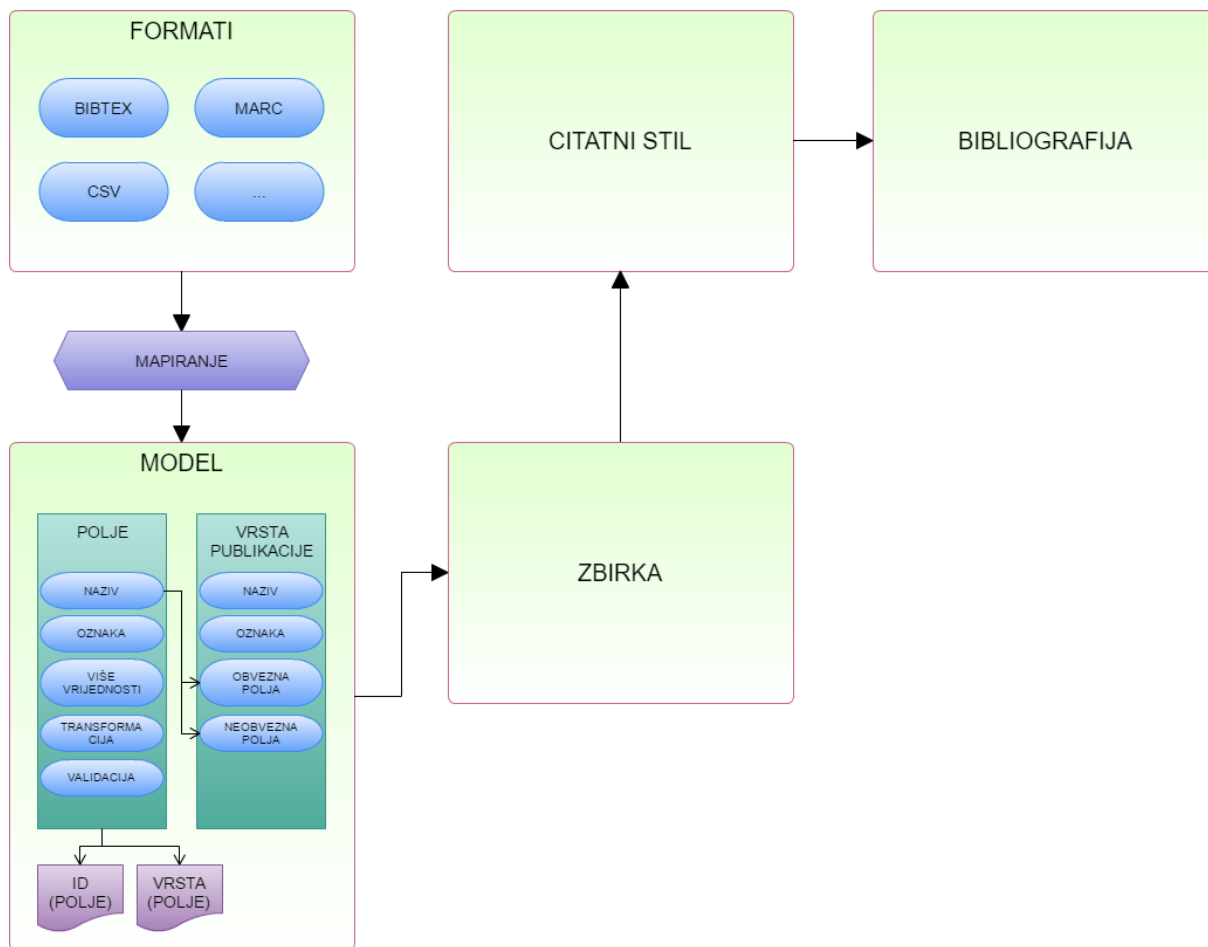 FORMATI
BIBTEX
MARC
CSV
...
MAPIRANJE
MODEL
POLJE
NAZIV
OZNAKA
VIŠE
VRIJEDNOSTI
TRANSFORMA
CIJA
VALIDACIJA
VRSTA
PUBLIKACIJE
NAZIV
OZNAKA
OBVEZNA
POLJA
NEOBVEZNA
POLJA
ID
(POLJE)
VRSTA
(POLJE)
ZBIRKA
CITATNI STIL
BIBLIOGRAFIJA